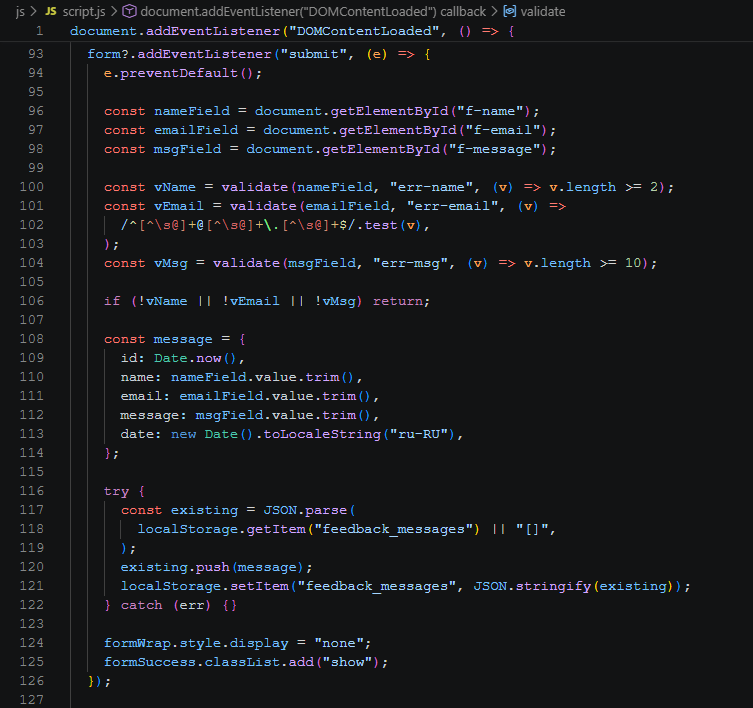 js > JS script.js > document.addEventListener("DOMContentLoaded") callback > validate
1 document.addEventListener("DOMContentLoaded", () => {
93 form?.addEventListener("submit", (e) => {
94 e.preventDefault();
95
96 const nameField = document.getElementById("f-name");
97 const emailField = document.getElementById("f-email");
98 const msgField = document.getElementById("f-message");
99
100 const vName = validate(nameField, "err-name", (v) => v.length >= 2);
101 const vEmail = validate(emailField, "err-email", (v) =>
102 /^[^\s@]+@[^\s@]+\.[^\s@]+$/.test(v),
103 );
104 const vMsg = validate(msgField, "err-msg", (v) => v.length >= 10);
105
106 if (!vName || !vEmail || !vMsg) return;
107
108 const message = {
109 id: Date.now(),
110 name: nameField.value.trim(),
111 email: emailField.value.trim(),
112 message: msgField.value.trim(),
113 date: new Date().toLocaleString("ru-RU"),
114 };
115
116 try {
117 const existing = JSON.parse(
118 localStorage.getItem("feedback_messages") || "[]",
119 );
120 existing.push(message);
121 localStorage.setItem("feedback_messages", JSON.stringify(existing));
122 } catch (err) {}
123
124 formWrap.style.display = "none";
125 formSuccess.classList.add("show");
126 });
127